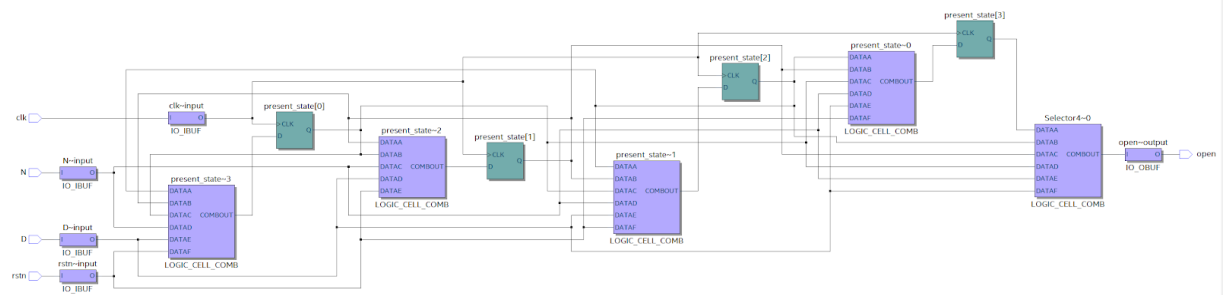 present_state[3]
CLK Q
D
present_state~0
DATAA
DATAB
DATAC COMBOUT
DATAD
DATAE
DATAF
LOGIC_CELL_COMB
present_state[2]
CLK Q
D
clk
clk~input
I O
IO_IBUF
present_state[0]
CLK Q
D
present_state~2
DATAA
DATAB
DATAC COMBOUT
DATAD
DATAE
LOGIC_CELL_COMB
present_state[1]
CLK Q
D
present_state~1
DATAA
DATAB
DATAC COMBOUT
DATAD
DATAE
DATAF
LOGIC_CELL_COMB
Selector4~0
DATAA
DATAB
DATAC COMBOUT
DATAD
DATAE
DATAF
LOGIC_CELL_COMB
open~output
I O
IO_OBUF
open
N
N~input
I O
IO_IBUF
present_state~3
DATAA
DATAB
DATAC COMBOUT
DATAD
DATAE
DATAF
LOGIC_CELL_COMB
D
D~input
I O
IO_IBUF
rstn
rstn~input
I O
IO_IBUF